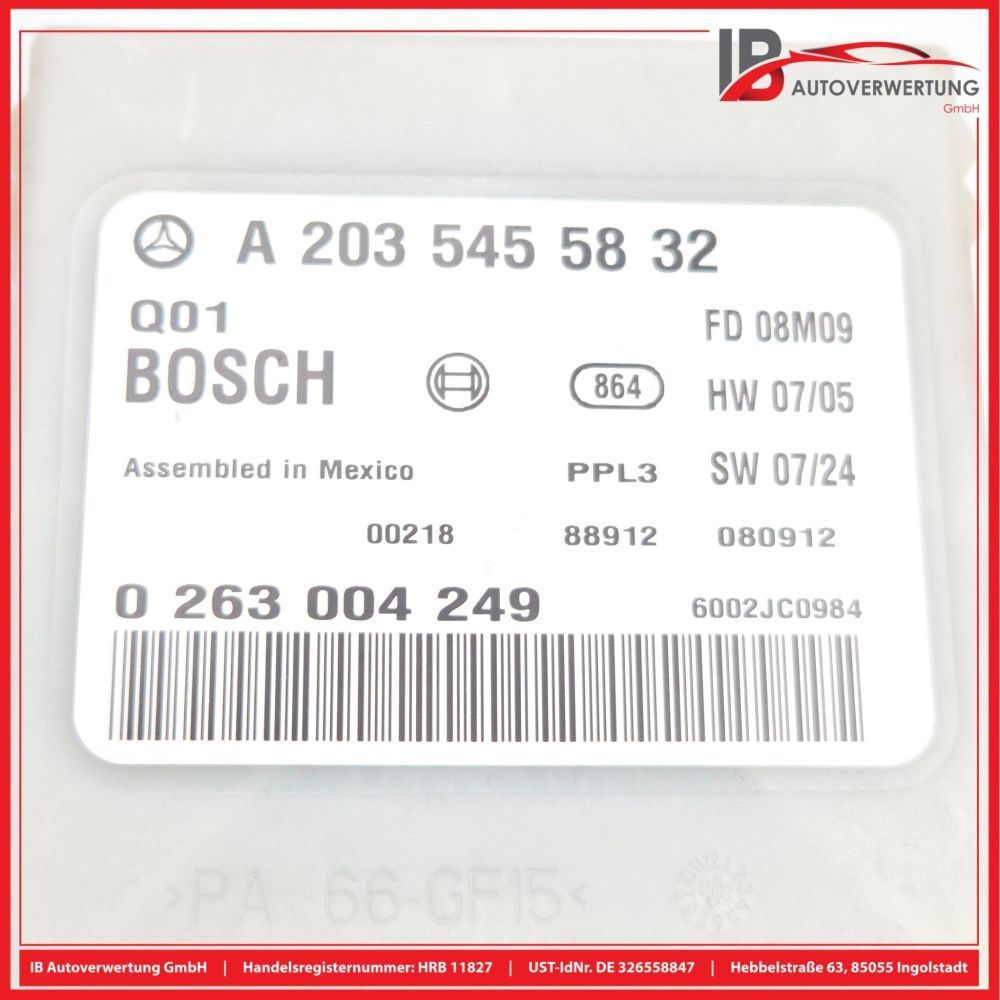 IB AUTOVERWERTUNG
GmbH
A 203 545 58 32
Q01
FD 08M09
BOSCH
864
HW 07/05
Assembled in Mexico
PPL3
SW 07/24
00218 88912 080912
0 263 004 249
6002JC0984
>PA 66-GF15<
IB Autoverwertung GmbH | Handelsregisternummer: HRB 11827 | UST-IdNr. DE 326558847 | Hebbelstraße 63, 85055 Ingolstadt